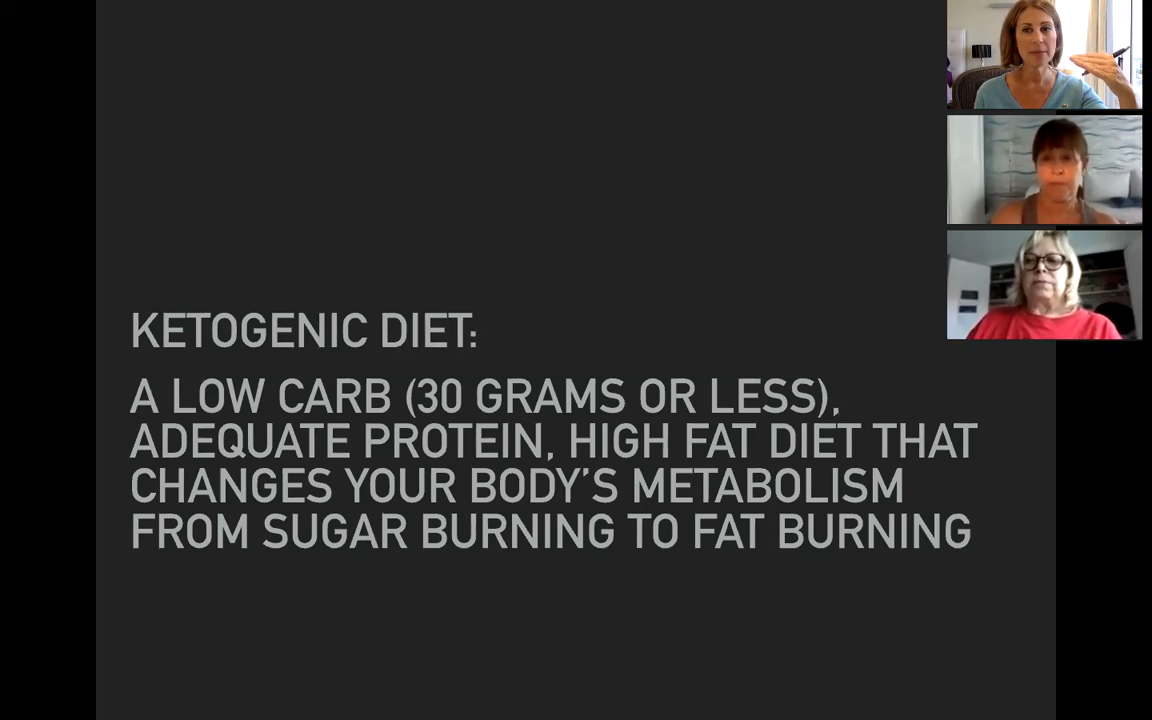 KETOGENIC DIET:
A LOW CARB (30 GRAMS OR LESS),
ADEQUATE PROTEIN, HIGH FAT DIET THAT
CHANGES YOUR BODY’S METABOLISM
FROM SUGAR BURNING TO FAT BURNING